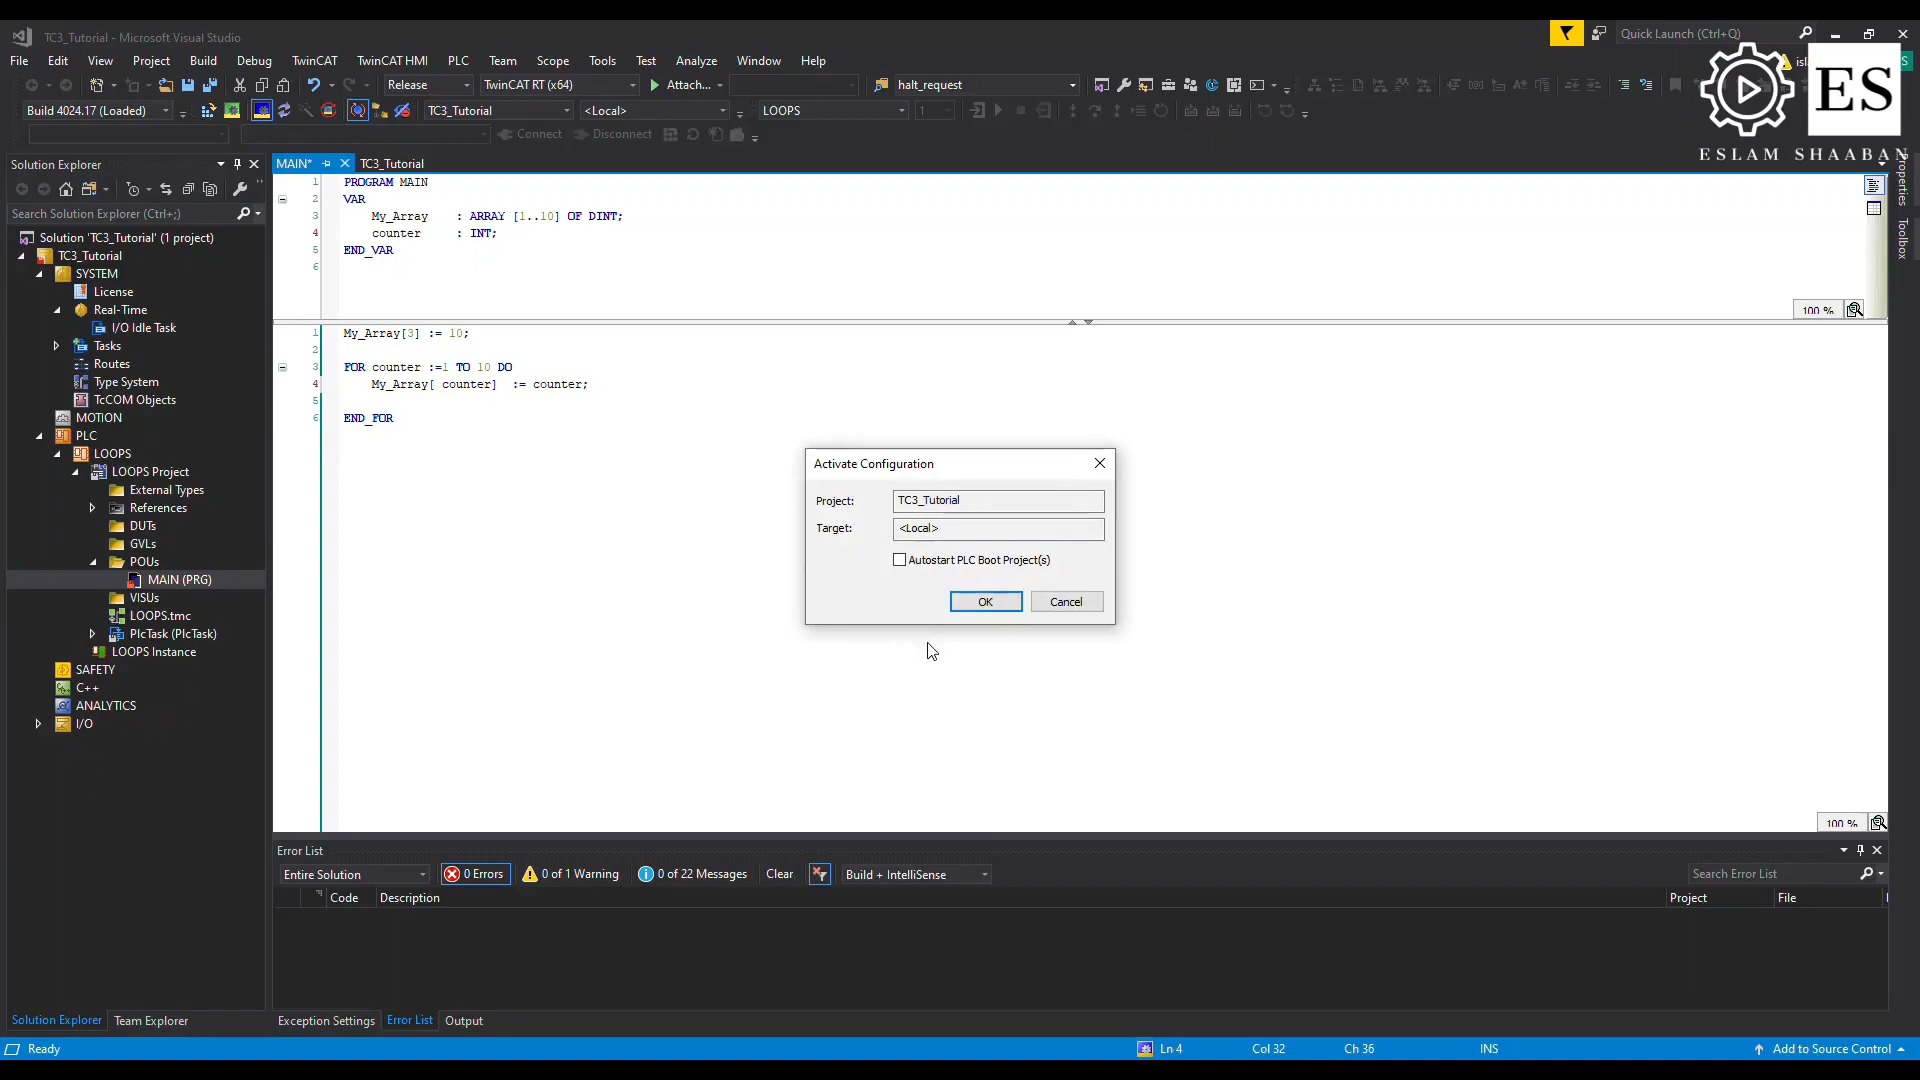 TC3_Tutorial - Microsoft Visual Studio
Quick Launch (Ctrl+Q)
File Edit View Project Build Debug TwinCAT TwinCAT HMI PLC Team Scope Tools Test Analyze Window Help
Release TwinCAT RT (x64) Attach... halt_request
Build 4024.17 (Loaded) TC3_Tutorial <Local> LOOPS 1
Connect Disconnect
ES
ESLAM SHAABAN
Properties
Toolbox
Solution Explorer
Search Solution Explorer (Ctrl+;)
Solution 'TC3_Tutorial' (1 project)
TC3_Tutorial
SYSTEM
License
Real-Time
I/O Idle Task
Tasks
Routes
Type System
TcCOM Objects
MOTION
PLC
LOOPS
LOOPS Project
External Types
References
DUTs
GVLs
POUs
MAIN (PRG)
VISUs
LOOPS.tmc
PlcTask (PlcTask)
LOOPS Instance
SAFETY
C++
ANALYTICS
I/O
Solution Explorer Team Explorer
MAIN* TC3_Tutorial
1 PROGRAM MAIN
2 VAR
3 My_Array : ARRAY [1..10] OF DINT;
4 counter : INT;
5 END_VAR
6
100 %
1 My_Array[3] := 10;
2
3 FOR counter :=1 TO 10 DO
4 My_Array[ counter] := counter;
5
6 END_FOR
100 %
Activate Configuration
Project: TC3_Tutorial
Target: <Local>
Autostart PLC Boot Project(s)
OK Cancel
Error List
Entire Solution 0 Errors 0 of 1 Warning 0 of 22 Messages Clear Build + IntelliSense Search Error List
Code Description Project File
Exception Settings Error List Output
Ready Ln 4 Col 32 Ch 36 INS Add to Source Control